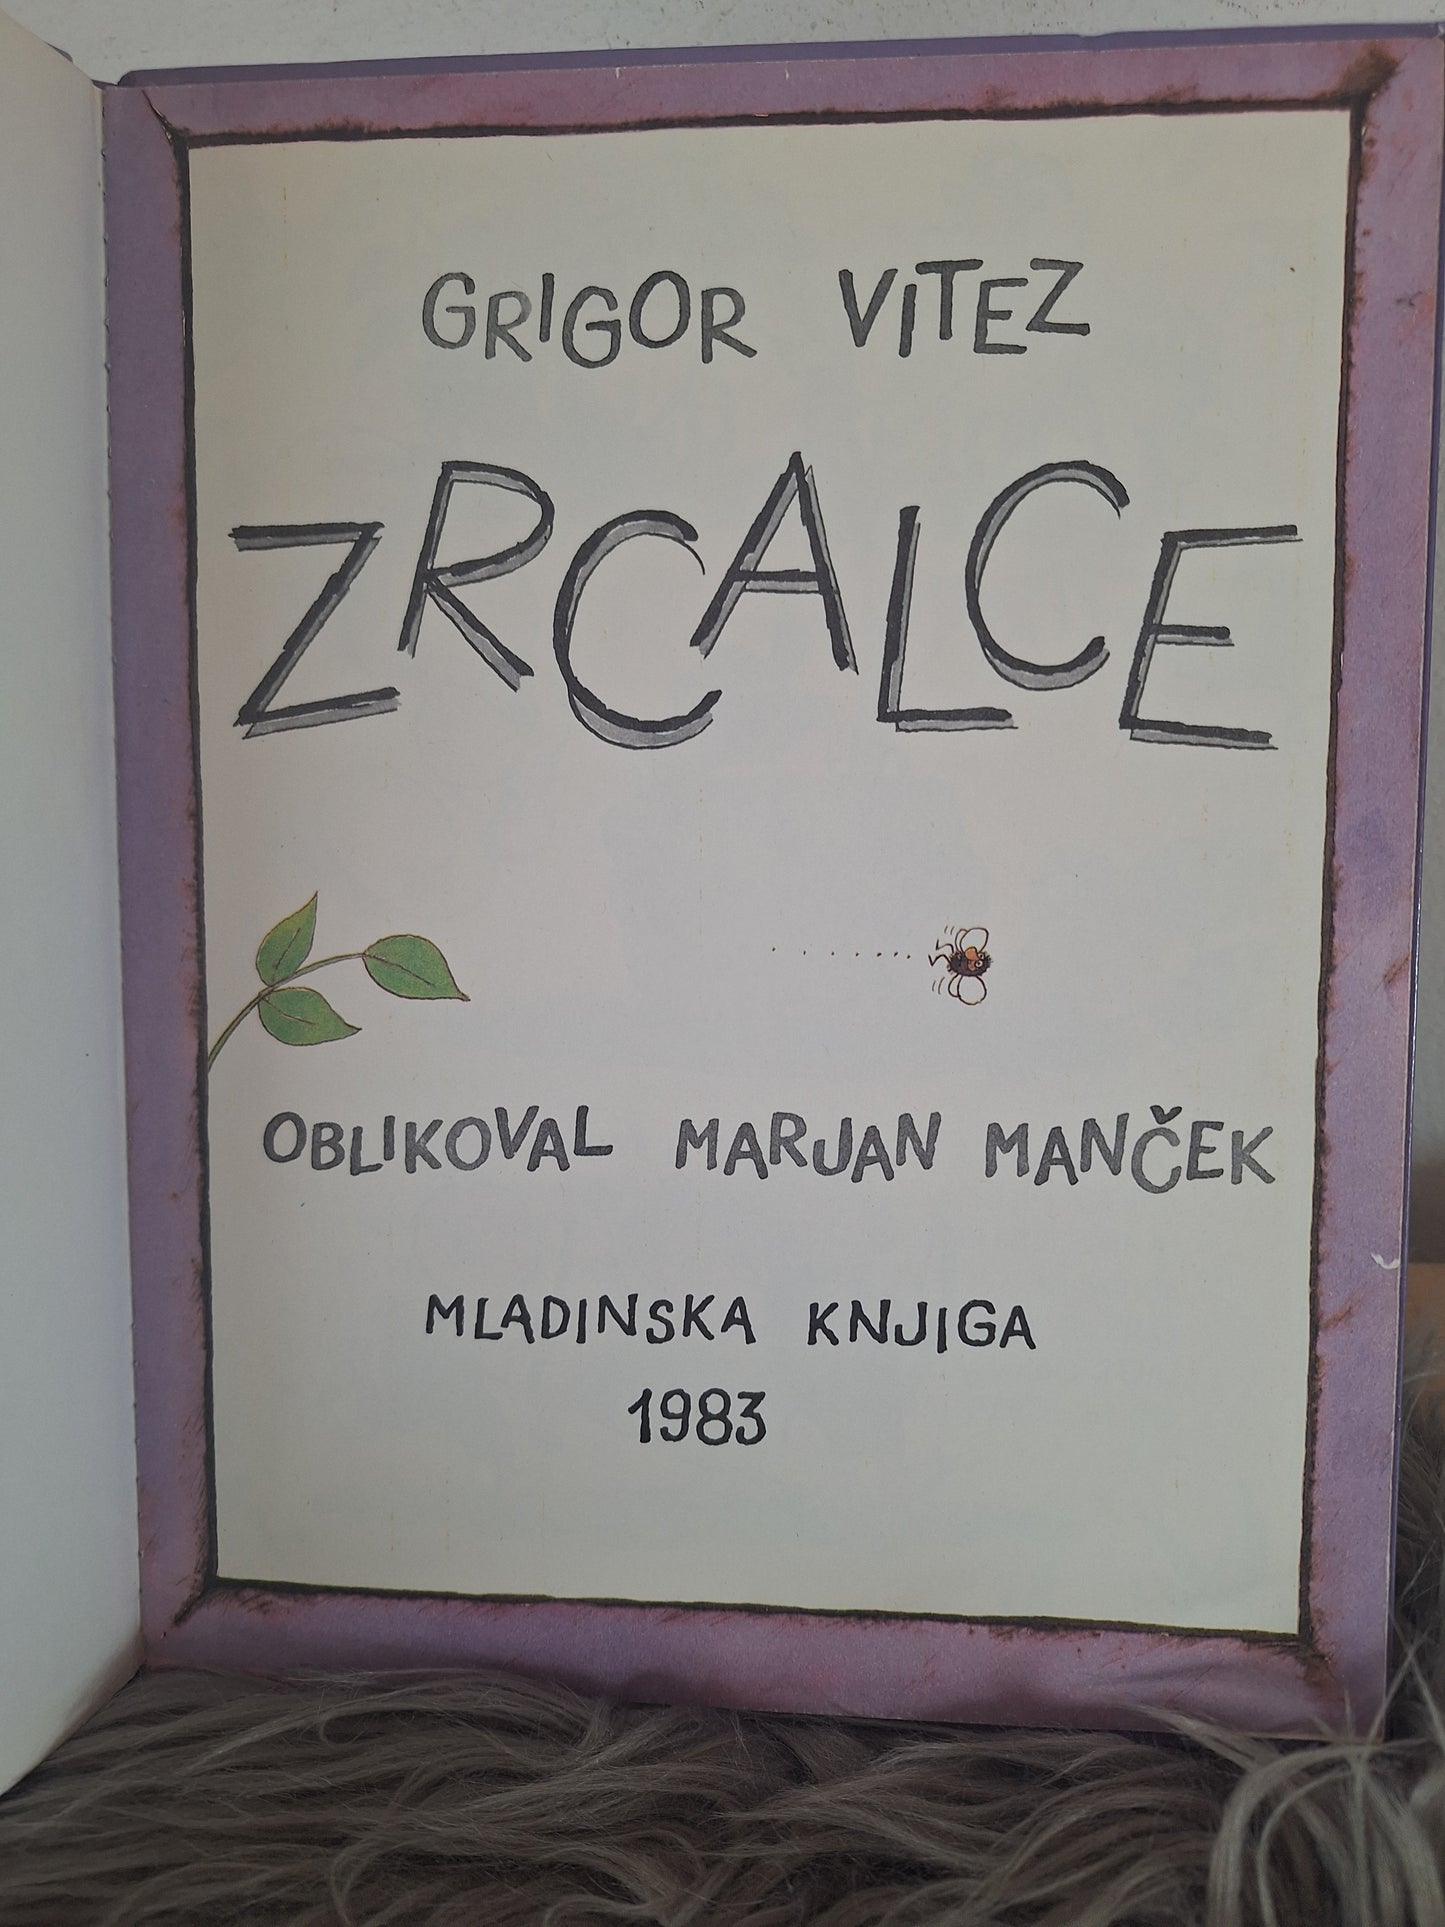 GRIGOR VITEZ
ZRCALCE
OBLIKOVAL MARJAN MANČEK
MLADINSKA KNJIGA
1983